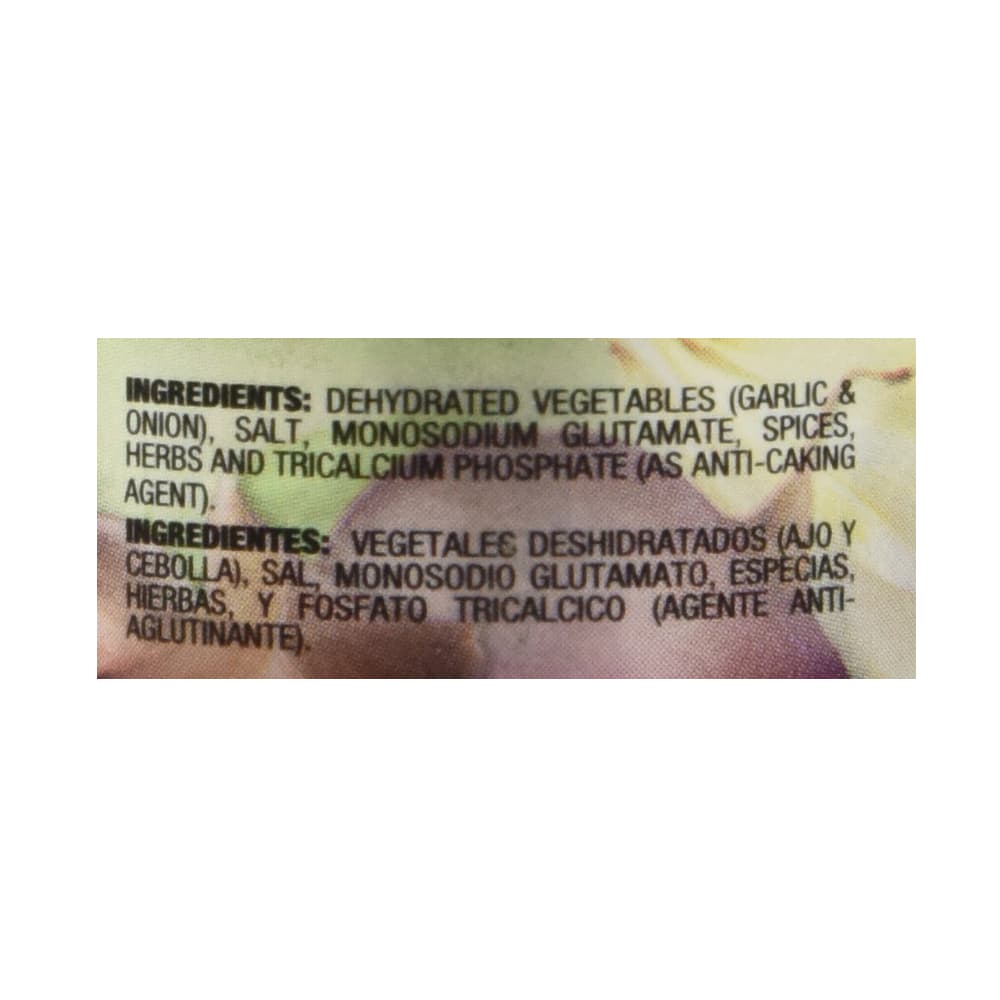 INGREDIENTS: DEHYDRATED VEGETABLES (GARLIC &
ONION), SALT, MONOSODIUM GLUTAMATE, SPICES,
HERBS AND TRICALCIUM PHOSPHATE (AS ANTI-CAKING
AGENT).
INGREDIENTES: VEGETALES DESHIDRATADOS (AJO Y
CEBOLLA), SAL, MONOSODIO GLUTAMATO, ESPECIAS,
HIERBAS, Y FOSFATO TRICALCICO (AGENTE ANTI-
AGLUTINANTE).